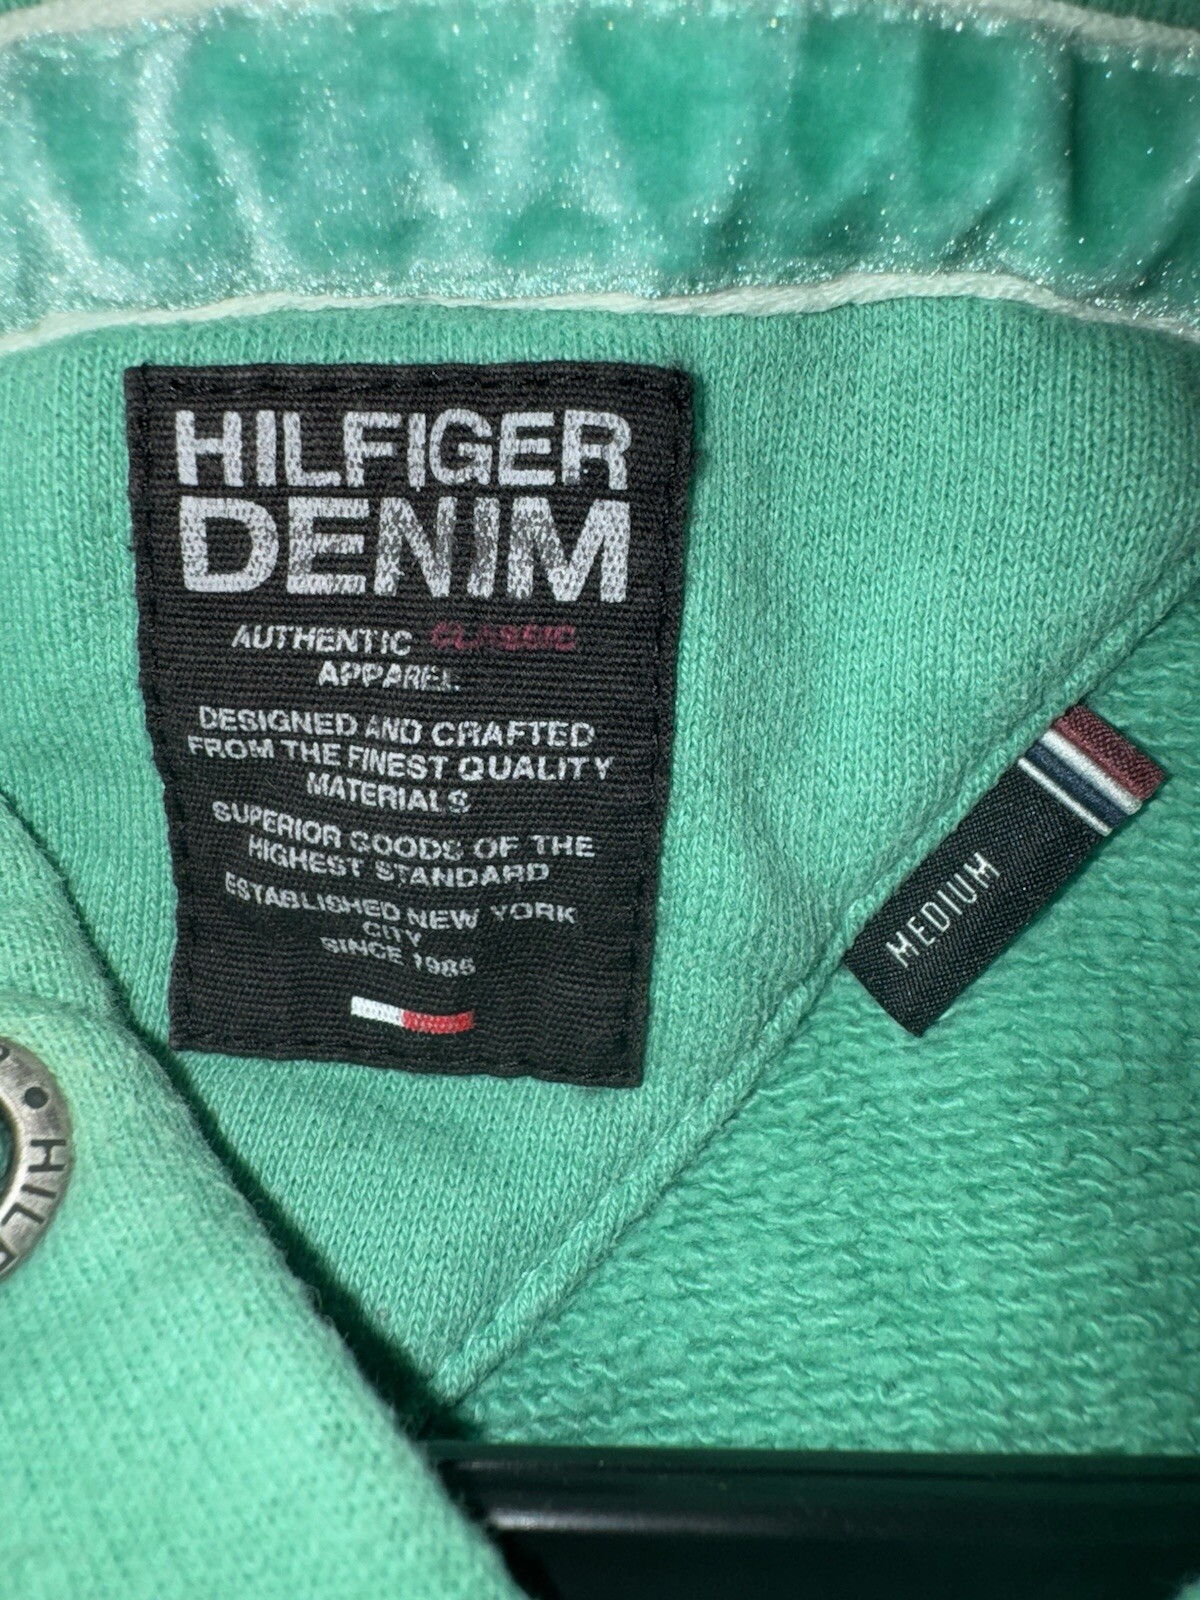 HILFIGER
DENIM
AUTHENTIC CLASSIC
APPAREL
DESIGNED AND CRAFTED
FROM THE FINEST QUALITY
MATERIALS
SUPERIOR GOODS OF THE
HIGHEST STANDARD
ESTABLISHED NEW YORK
CITY
SINCE 1985
MEDIUM
HILF